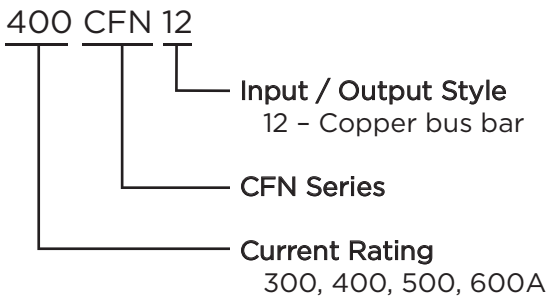 400 CFN 12
Input / Output Style
12 – Copper bus bar
CFN Series
Current Rating
300, 400, 500, 600A